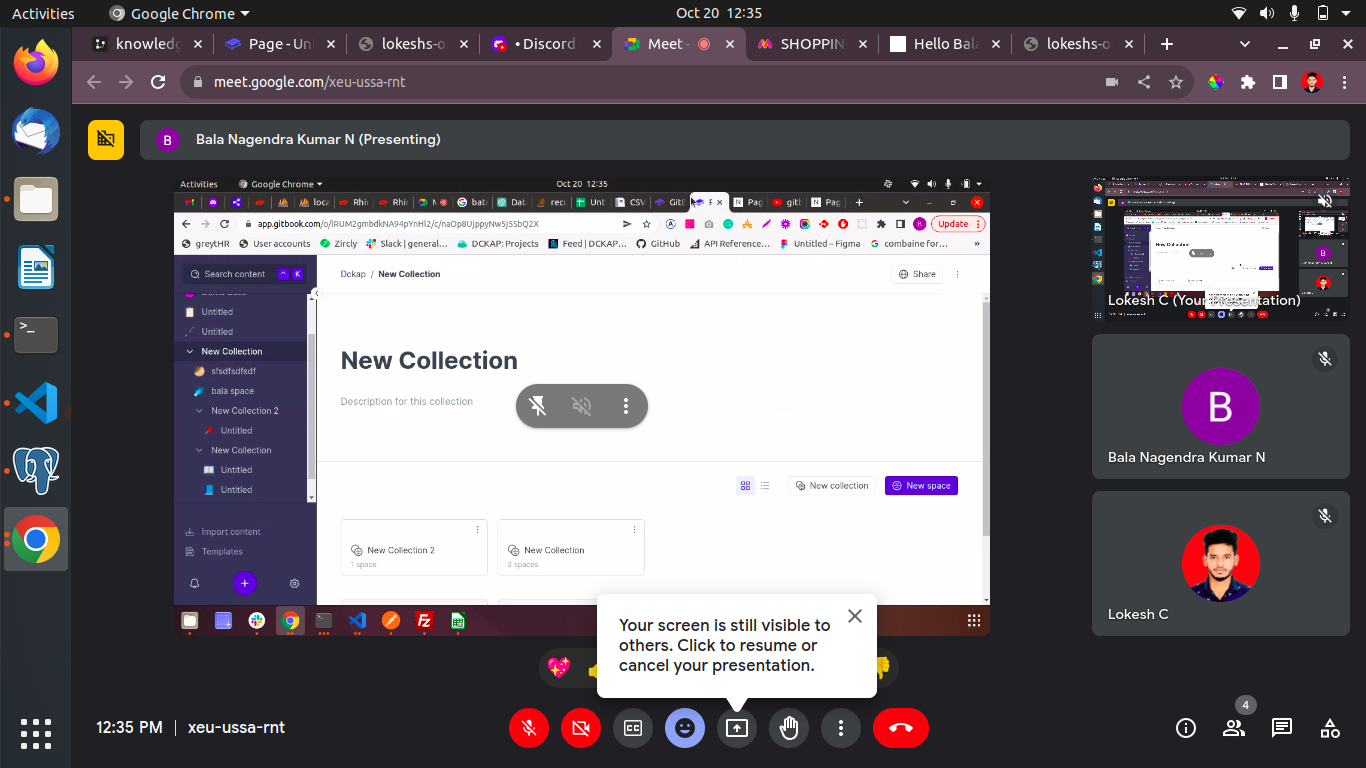 Activities
Google Chrome
Oct 20 12:35
knowledg
Page - Un
lokeshs-o
• Discord
Meet -
SHOPPIN
Hello Bala
lokeshs-o
meet.google.com/xeu-ussa-rnt
B
Bala Nagendra Kumar N (Presenting)
Activities
Google Chrome
Oct 20 12:35
loca
Rhi
Rhi
M
bat
Dat
recu
Unt
CSV
GitB
Pag
gitl
Pag
app.gitbook.com/o/lRUM2gmbdkNA94pYnHl2/c/naOp8UJppyNw5j5SbQ2X
Update
greytHR
User accounts
Zircly
Slack | general...
DCKAP: Projects
Feed | DCKAP...
GitHub
API Reference...
Untitled – Figma
combaine for...
Search content
^ K
Dckap / New Collection
Share
Untitled
Untitled
New Collection
sfsdfsdfsdf
bala space
New Collection 2
Untitled
New Collection
Untitled
Untitled
Import content
Templates
New Collection
Description for this collection
New collection
New space
New Collection 2
1 space
New Collection
2 spaces
Lokesh C (Your Presentation)
B
Bala Nagendra Kumar N
Lokesh C
Your screen is still visible to
others. Click to resume or
cancel your presentation.
12:35 PM | xeu-ussa-rnt
CC
4